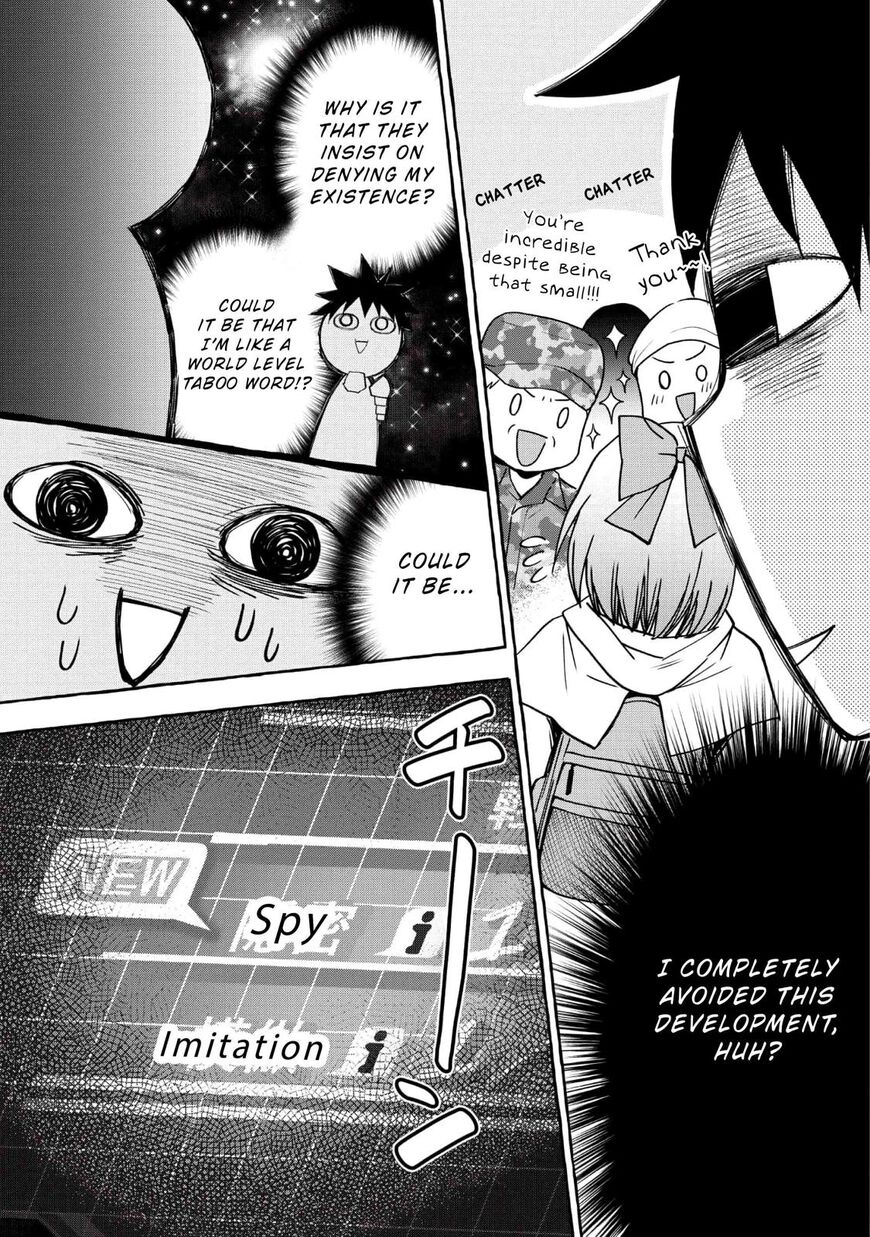 CHATTER
CHATTER
You're
incredible
despite being
that small!!!
Thank
you~~!
I COMPLETELY
AVOIDED THIS
DEVELOPMENT,
HUH?
WHY IS IT
THAT THEY
INSIST ON
DENYING MY
EXISTENCE?
COULD
IT BE THAT
I'M LIKE A
WORLD LEVEL
TABOO WORD!?
COULD
IT BE...
チーン
NEW
Spy
i 1
Imitation
i